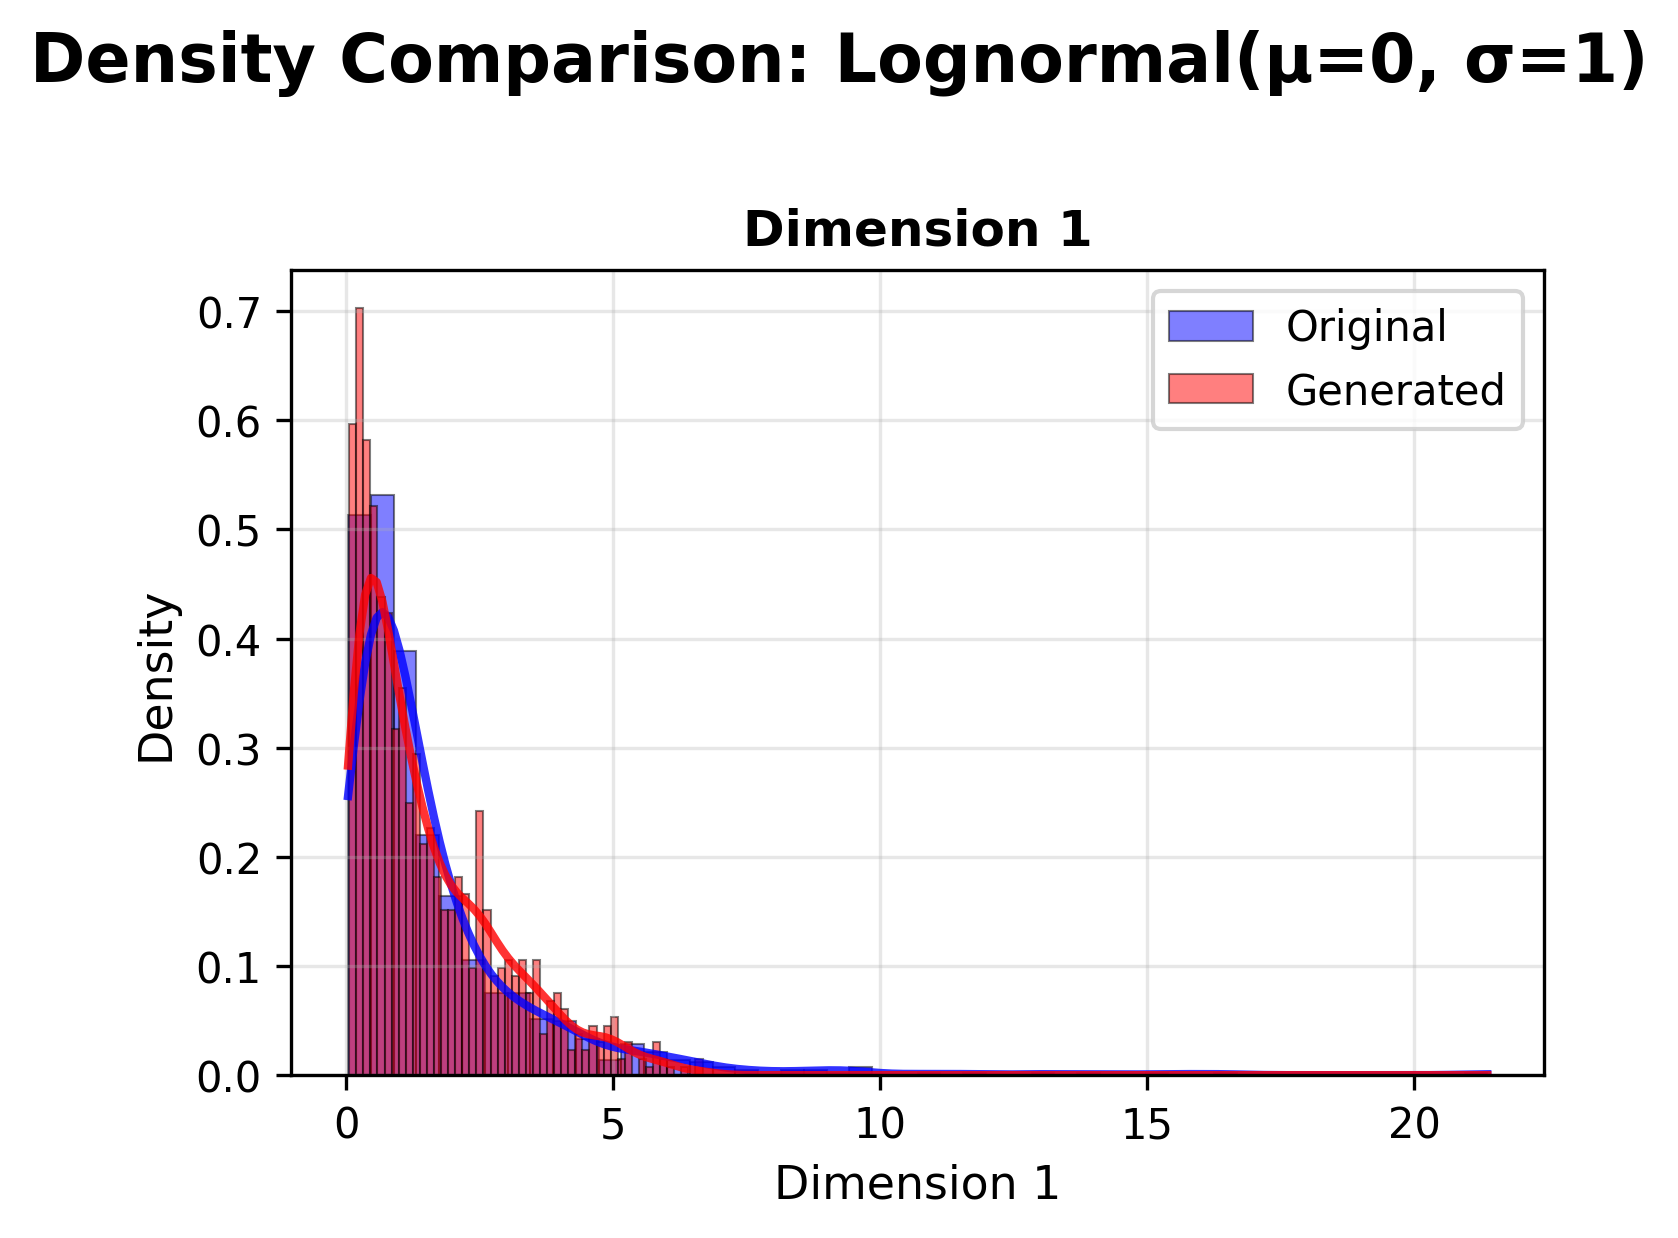 Density Comparison: Lognormal(μ=0, σ=1)
Dimension 1
Original
Generated
0.7
0.6
0.5
0.4
0.3
0.2
0.1
0.0
Density
0 5 10 15 20
Dimension 1